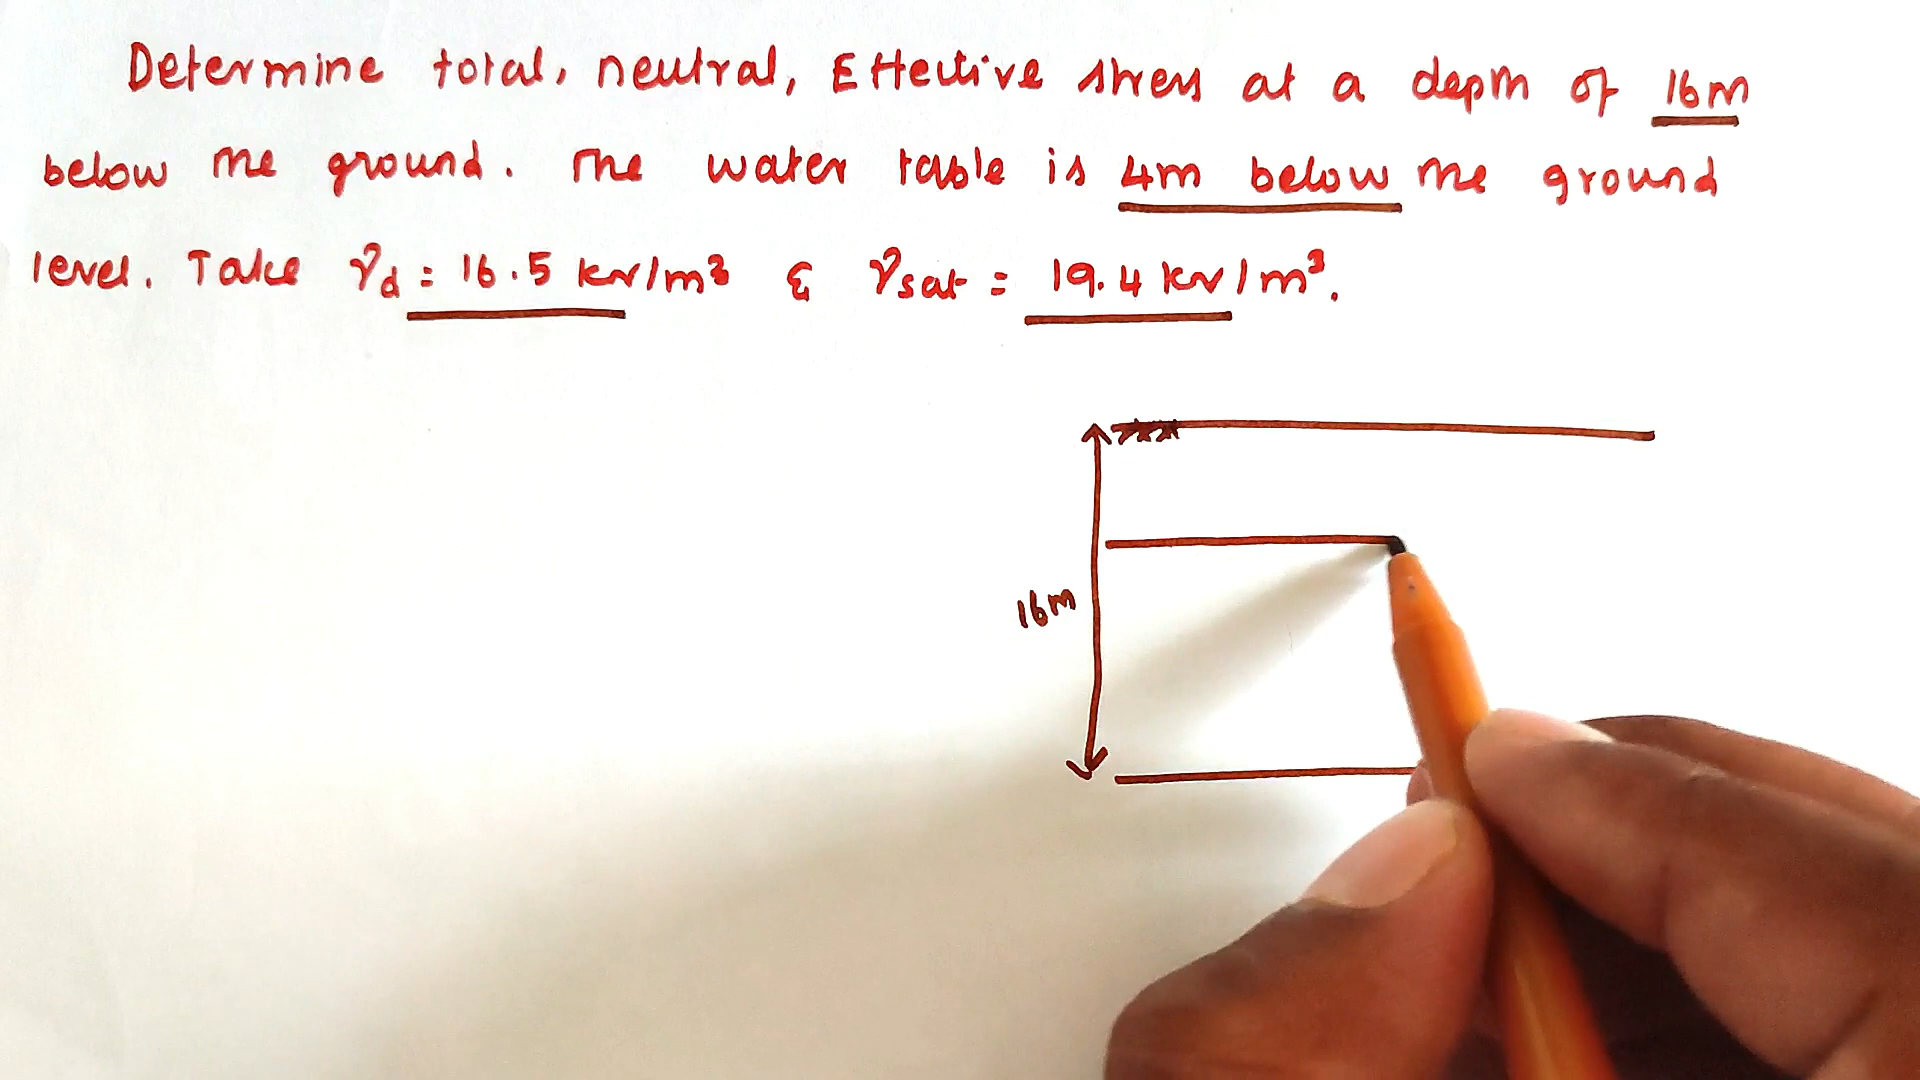 Determine total, neutral, Effective stress at a depth of 16m
below the ground. The water table is 4m below the ground
level. Take γd = 16.5 kN/m³ & γsat = 19.4 kN/m³.
16m